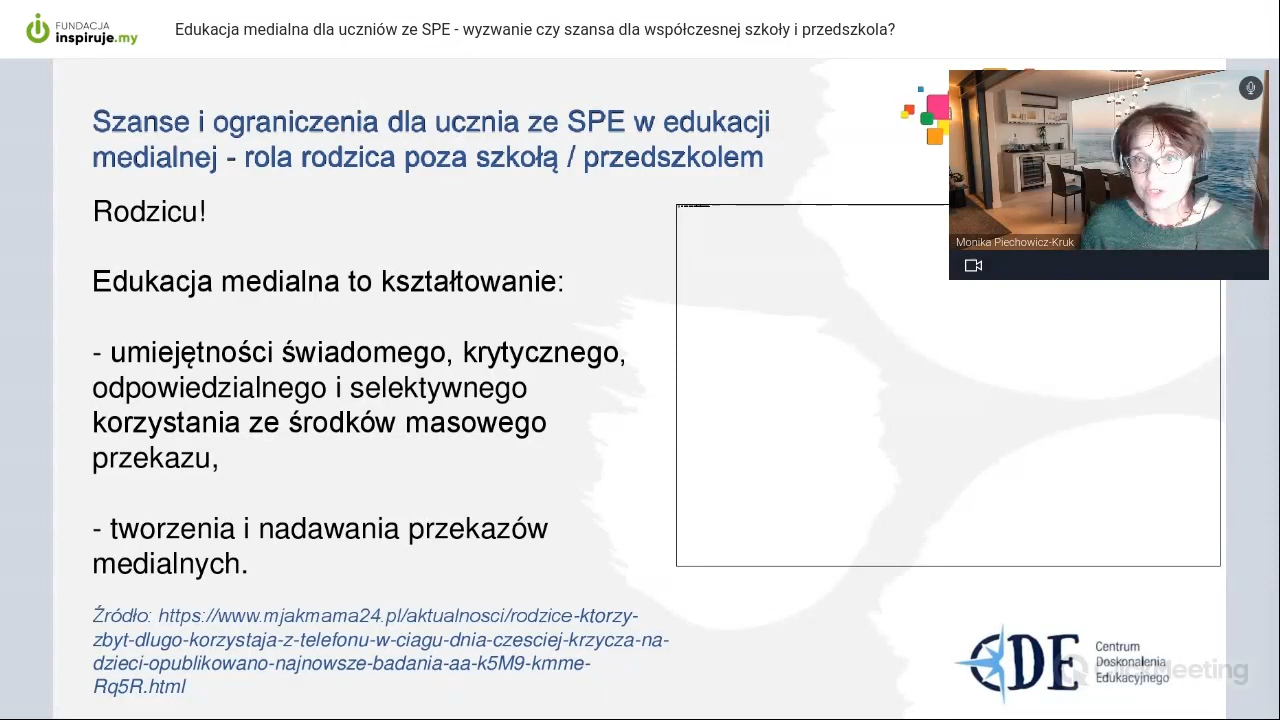 FUNDACJA
inspiruje.my
Edukacja medialna dla uczniów ze SPE - wyzwanie czy szansa dla współczesnej szkoły i przedszkola?
Szanse i ograniczenia dla ucznia ze SPE w edukacji
medialnej - rola rodzica poza szkołą / przedszkolem
Rodzicu!
Edukacja medialna to kształtowanie:
- umiejętności świadomego, krytycznego,
odpowiedzialnego i selektywnego
korzystania ze środków masowego
przekazu,
- tworzenia i nadawania przekazów
medialnych.
Źródło: https://www.mjakmama24.pl/aktualnosci/rodzice-ktorzy-
zbyt-dlugo-korzystaja-z-telefonu-w-ciagu-dnia-czesciej-krzycza-na-
dzieci-opublikowano-najnowsze-badania-aa-k5M9-kmme-
Rq5R.html
Monika Piechowicz-Kruk
CDE
Centrum
Doskonalenia
Edukacyjnego
ClickMeeting